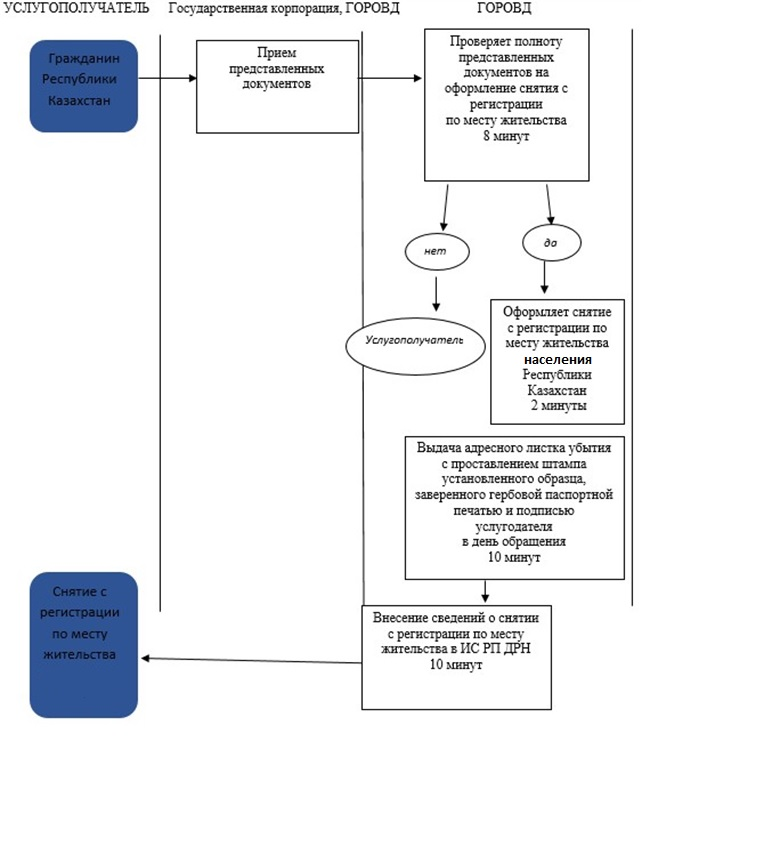 УСЛУГОПОЛУЧАТЕЛЬ
Государственная корпорация, ГОРОВД
ГОРОВД
Гражданин
Республики
Казахстан
Прием
представленных
документов
Проверяет полноту
представленных
документов на
оформление снятия с
регистрации
по месту жительства
8 минут
нет
да
Услугополучатель
Оформляет снятие
с регистрации по
месту жительства
населения
Республики
Казахстан
2 минуты
Выдача адресного листка убытия
с проставлением штампа
установленного образца,
заверенного гербовой паспортной
печатью и подписью
услугодателя
в день обращения
10 минут
Снятие с
регистрации
по месту
жительства
Внесение сведений о снятии
с регистрации по месту
жительства в ИС РП ДРН
10 минут